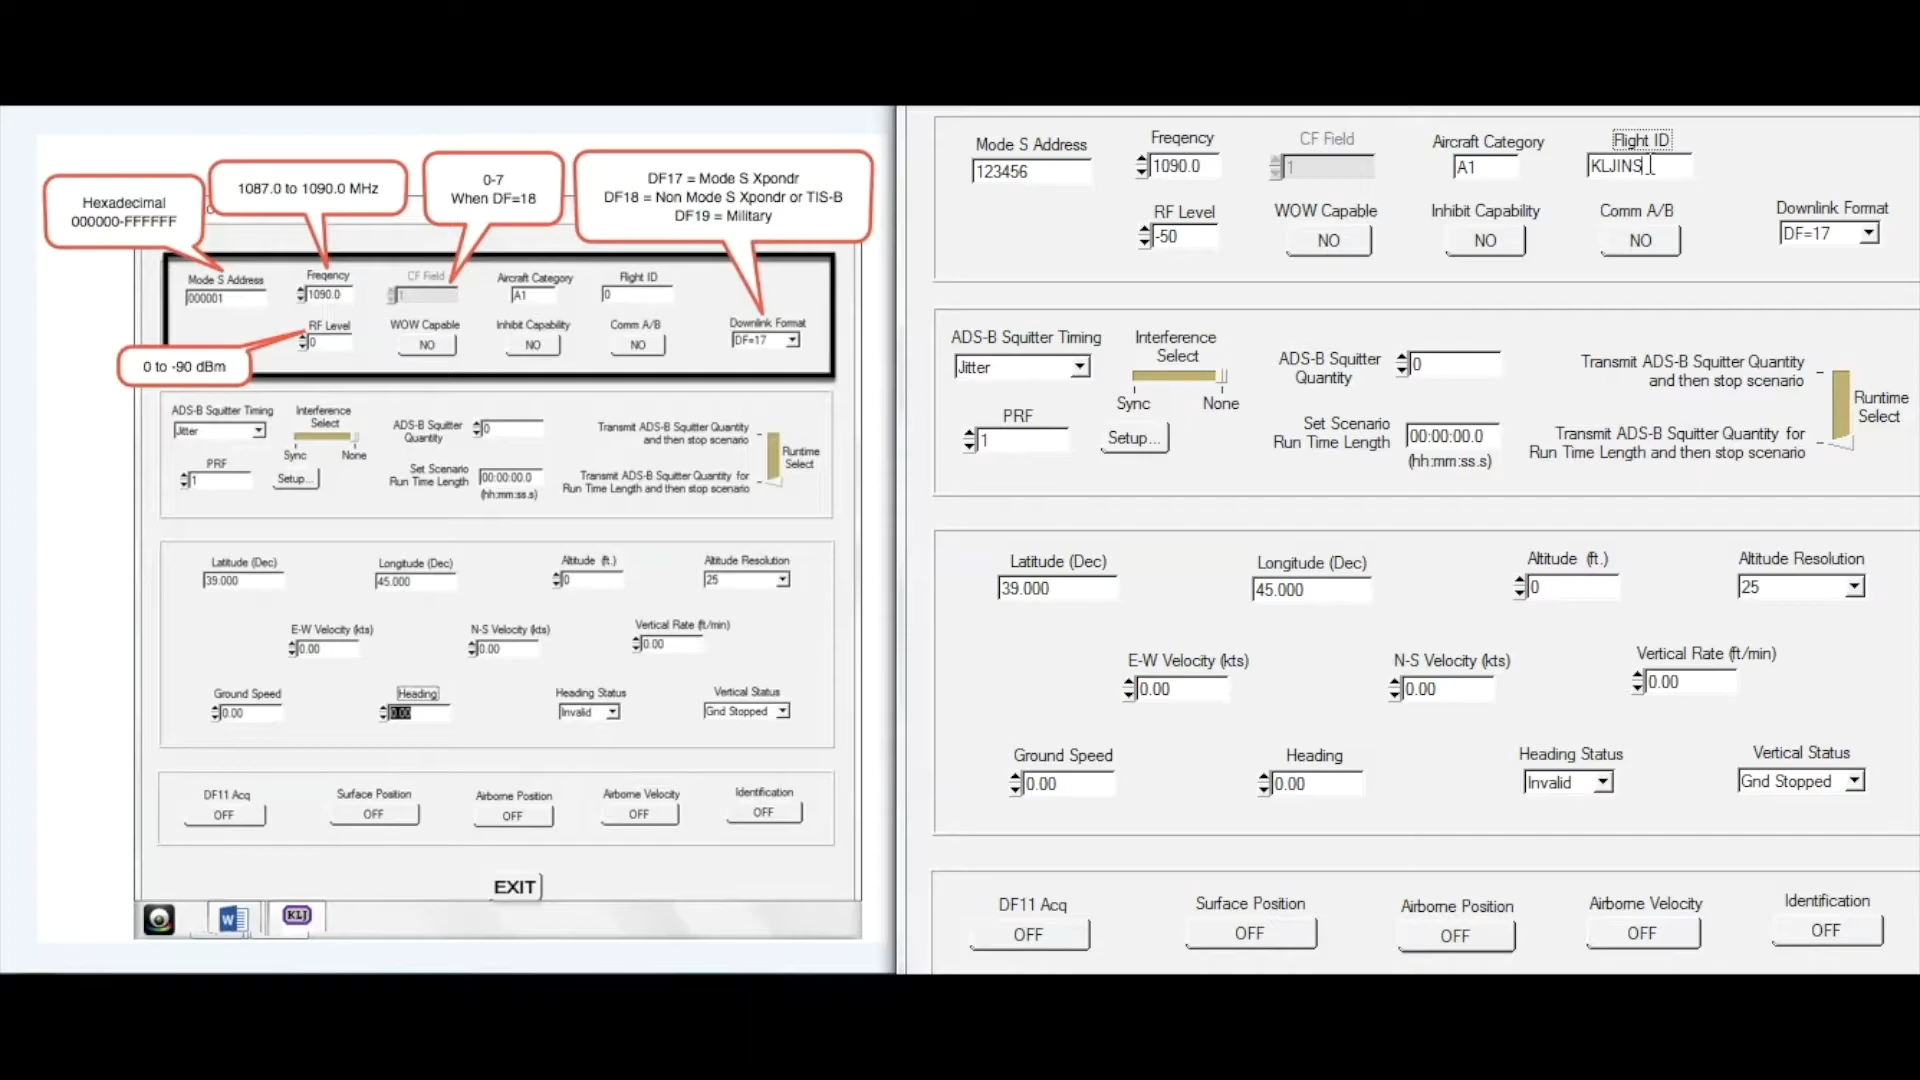 Hexadecimal
000000-FFFFFF
1087.0 to 1090.0 MHz
0-7
When DF=18
DF17 = Mode S Xpondr
DF18 = Non Mode S Xpondr or TIS-B
DF19 = Military
0 to -90 dBm
Mode S Address
000001
Freqency
1090.0
CF Field
1
Aircraft Category
A1
Flight ID
0
RF Level
0
WOW Capable
NO
Inhibit Capability
NO
Comm A/B
NO
Downlink Format
DF=17
ADS-B Squitter Timing
Jitter
Interference
Select
Sync
None
PRF
1
Setup...
ADS-B Squitter
Quantity
0
Set Scenario
Run Time Length
00:00:00.0
(hh:mm:ss.s)
Transmit ADS-B Squitter Quantity
and then stop scenario
Transmit ADS-B Squitter Quantity for
Run Time Length and then stop scenario
Runtime
Select
Latitude (Dec)
39.000
Longitude (Dec)
45.000
Altitude (ft.)
0
Altitude Resolution
25
E-W Velocity (kts)
0.00
N-S Velocity (kts)
0.00
Vertical Rate (ft/min)
0.00
Ground Speed
0.00
Heading
0.00
Heading Status
Invalid
Vertical Status
Gnd Stopped
DF11 Acq
OFF
Surface Position
OFF
Airborne Position
OFF
Airborne Velocity
OFF
Identification
OFF
EXIT
W
KLJ
Mode S Address
123456
Freqency
1090.0
CF Field
1
Aircraft Category
A1
Flight ID
KLJINS
RF Level
-50
WOW Capable
NO
Inhibit Capability
NO
Comm A/B
NO
Downlink Format
DF=17
ADS-B Squitter Timing
Jitter
Interference
Select
Sync
None
PRF
1
Setup...
ADS-B Squitter
Quantity
0
Set Scenario
Run Time Length
00:00:00.0
(hh:mm:ss.s)
Transmit ADS-B Squitter Quantity
and then stop scenario
Transmit ADS-B Squitter Quantity for
Run Time Length and then stop scenario
Runtime
Select
Latitude (Dec)
39.000
Longitude (Dec)
45.000
Altitude (ft.)
0
Altitude Resolution
25
E-W Velocity (kts)
0.00
N-S Velocity (kts)
0.00
Vertical Rate (ft/min)
0.00
Ground Speed
0.00
Heading
0.00
Heading Status
Invalid
Vertical Status
Gnd Stopped
DF11 Acq
OFF
Surface Position
OFF
Airborne Position
OFF
Airborne Velocity
OFF
Identification
OFF